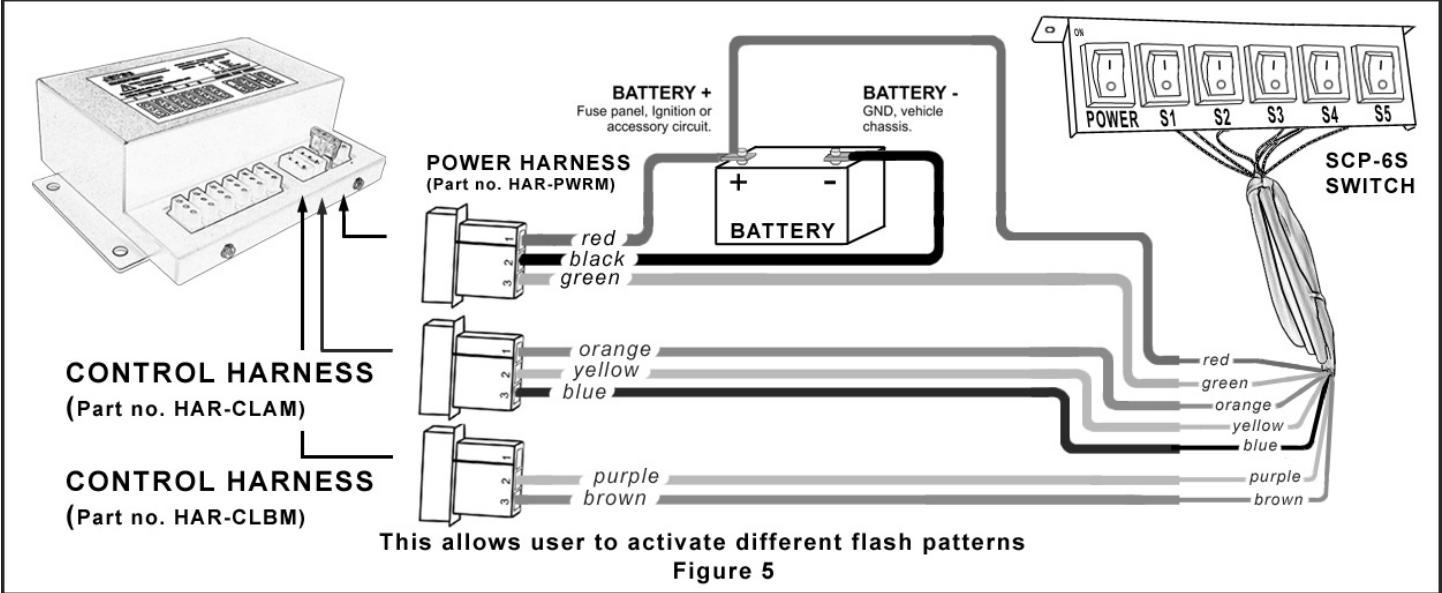 ON
POWER S1 S2 S3 S4 S5
SCP-6S
SWITCH
BATTERY +
Fuse panel, Ignition or
accessory circuit.
BATTERY -
GND, vehicle
chassis.
POWER HARNESS
(Part no. HAR-PWRM)
+ -
BATTERY
1 red
2 black
3 green
CONTROL HARNESS
(Part no. HAR-CLAM)
1 orange
2 yellow
3 blue
CONTROL HARNESS
(Part no. HAR-CLBM)
1
2 purple
3 brown
red
green
orange
yellow
blue
purple
brown
This allows user to activate different flash patterns
Figure 5